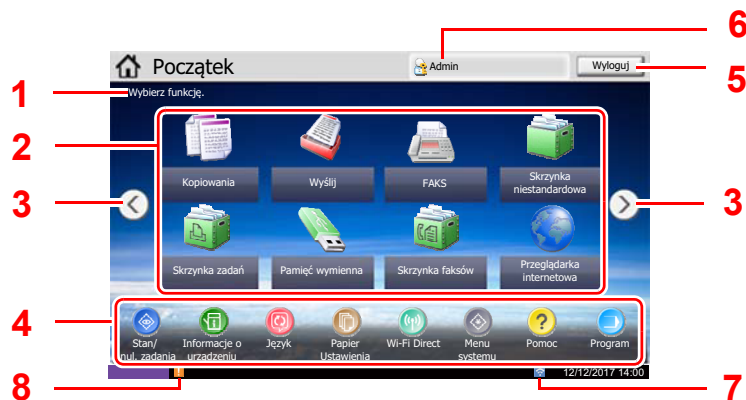 6
Początek
Admin
Wyloguj
5
1
Wybierz funkcję.
2
Kopiowania
Wyślij
FAKS
Skrzynka
niestandardowa
3
3
Skrzynka zadań
Pamięć wymienna
Skrzynka faksów
Przeglądarka
internetowa
4
Stan/
nul. zadania
Informacje o
urządzeniu
Język
Papier
Ustawienia
Wi-Fi Direct
Menu
systemu
?
Pomoc
Program
12/12/2017 14:00
8
7